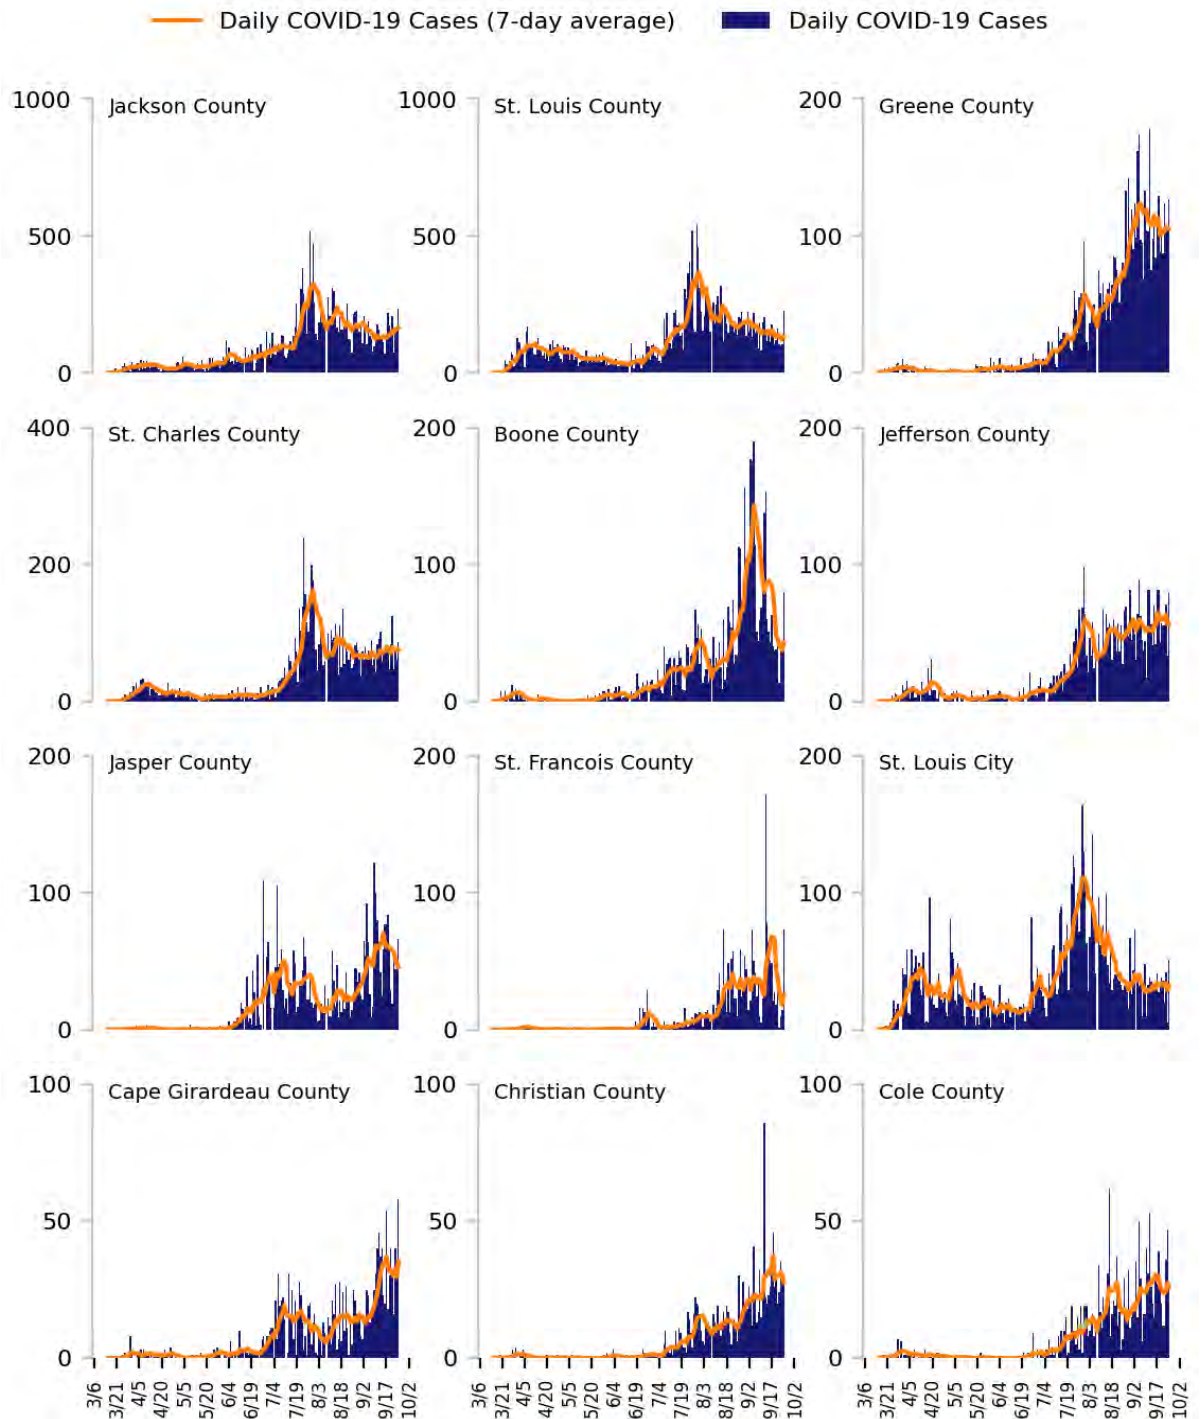 Daily COVID-19 Cases (7-day average) Daily COVID-19 Cases
1000 Jackson County 1000 St. Louis County 200 Greene County
500 500 100
0 0 0
400 St. Charles County 200 Boone County 200 Jefferson County
200 100 100
0 0 0
200 Jasper County 200 St. Francois County 200 St. Louis City
100 100 100
0 0 0
100 Cape Girardeau County 100 Christian County 100 Cole County
50 50 50
0 0 0
3/6 3/21 4/5 4/20 5/5 5/20 6/4 6/19 7/4 7/19 8/3 8/18 9/2 9/17 10/2 3/6 3/21 4/5 4/20 5/5 5/20 6/4 6/19 7/4 7/19 8/3 8/18 9/2 9/17 10/2 3/6 3/21 4/5 4/20 5/5 5/20 6/4 6/19 7/4 7/19 8/3 8/18 9/2 9/17 10/2